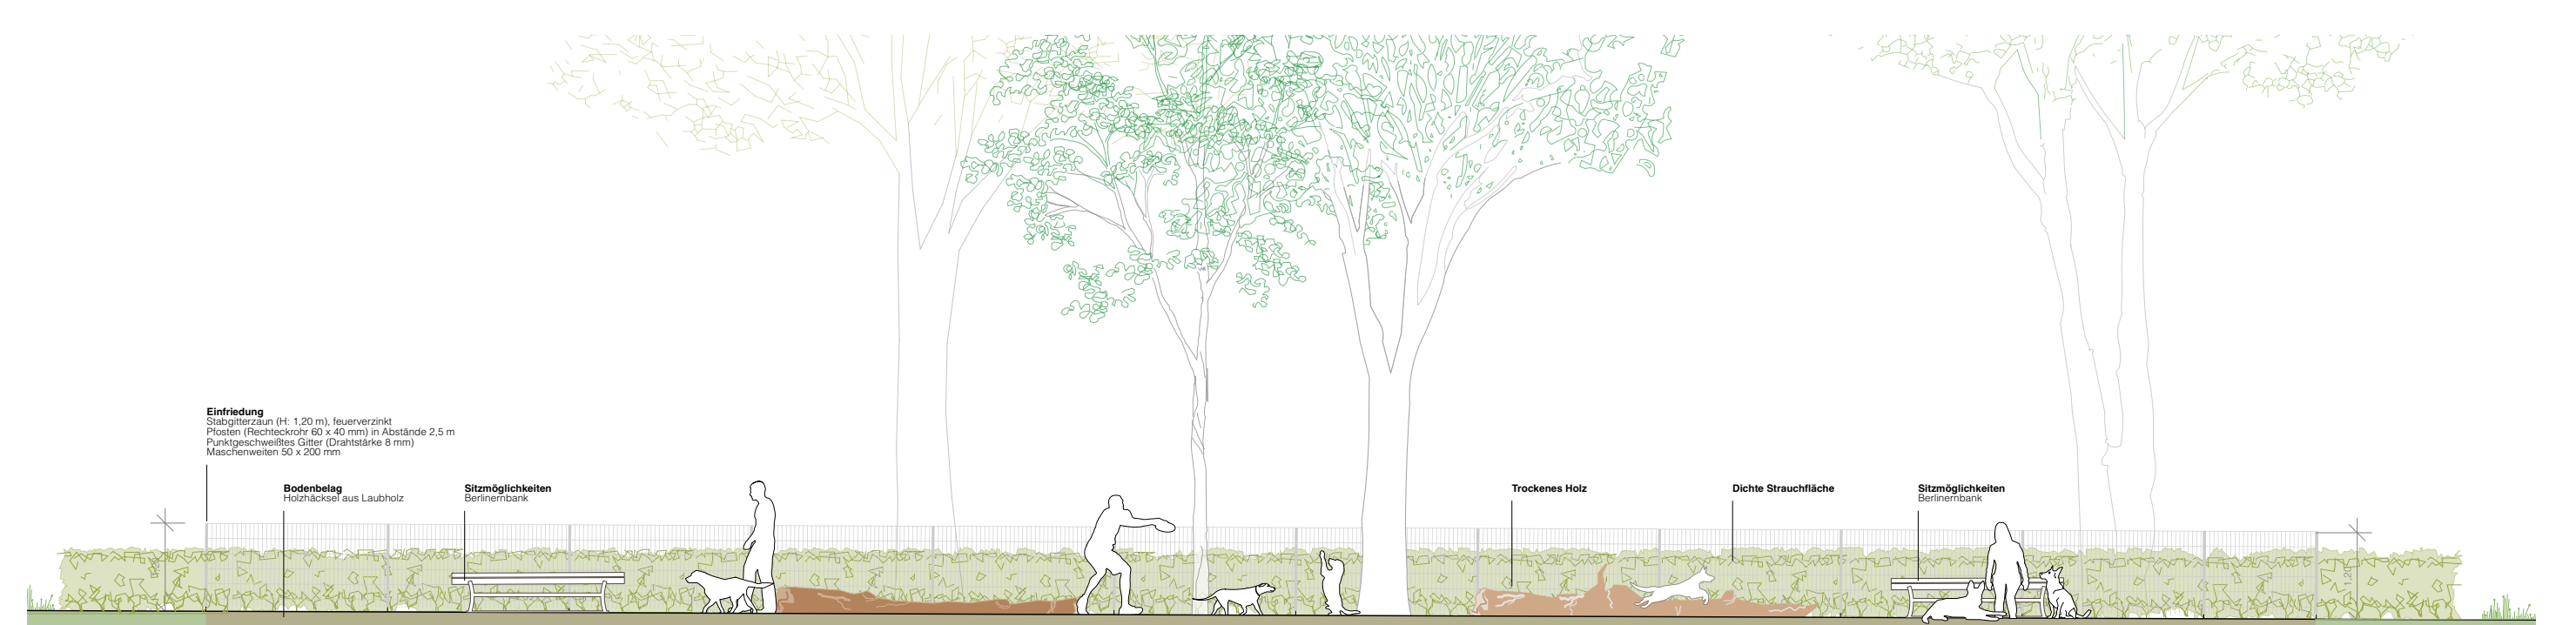 Einfriedung
Stabgitterzaun (H: 1,20 m), feuerverzinkt
Pfosten (Rechteckrohr 60 x 40 mm) in Abstände 2,5 m
Punktgeschweißtes Gitter (Drahtstärke 8 mm)
Maschenweiten 50 x 200 mm
Bodenbelag
Holzhäcksel aus Laubholz
Sitzmöglichkeiten
Berlinernbank
Trockenes Holz
Dichte Strauchfläche
Sitzmöglichkeiten
Berlinernbank